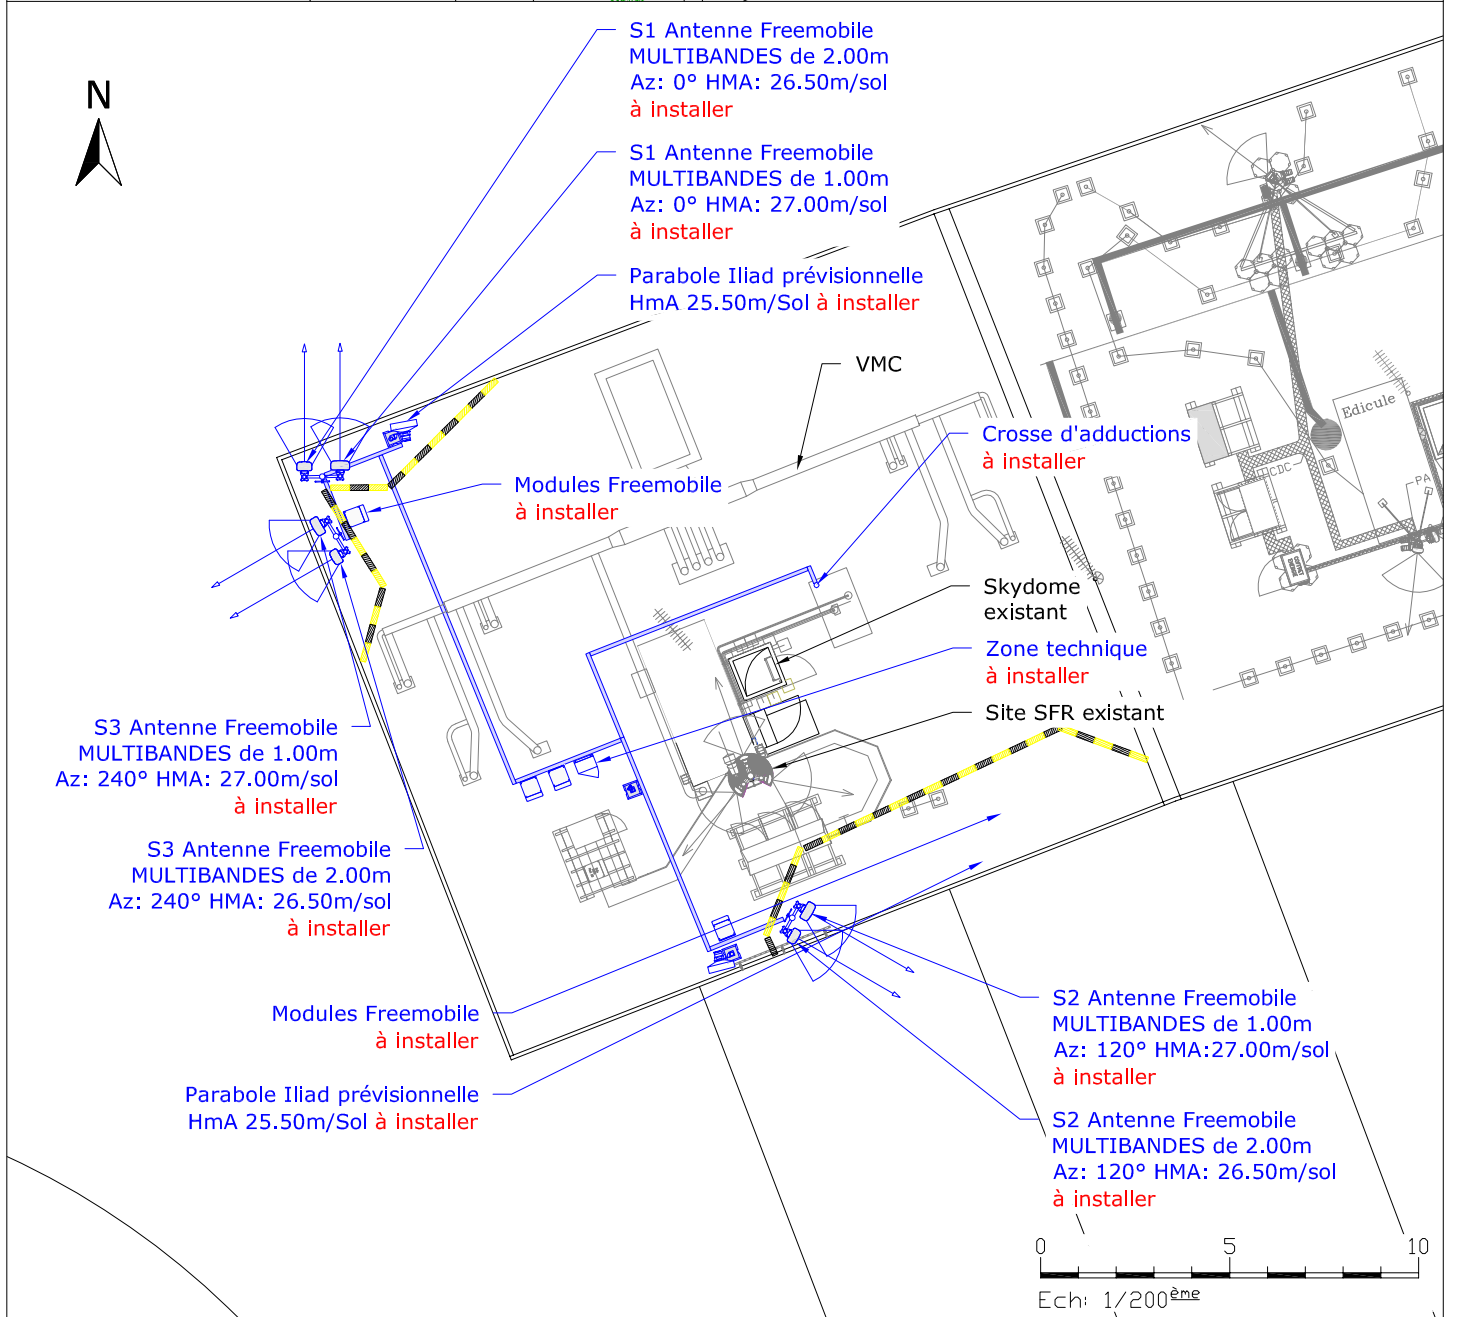 S1 Antenne Freemobile
MULTIBANDES de 2.00m
Az: 0° HMA: 26.50m/sol
à installer
N
S1 Antenne Freemobile
MULTIBANDES de 1.00m
Az: 0° HMA: 27.00m/sol
à installer
Parabole Iliad prévisionnelle
HmA 25.50m/Sol à installer
VMC
Edicule
Crosse d'adductions
à installer
CDC
PA
Modules Freemobile
à installer
Skydome
existant
Zone technique
à installer
Site SFR existant
S3 Antenne Freemobile
MULTIBANDES de 1.00m
Az: 240° HMA: 27.00m/sol
à installer
S3 Antenne Freemobile
MULTIBANDES de 2.00m
Az: 240° HMA: 26.50m/sol
à installer
Modules Freemobile
à installer
Parabole Iliad prévisionnelle
HmA 25.50m/Sol à installer
S2 Antenne Freemobile
MULTIBANDES de 1.00m
Az: 120° HMA:27.00m/sol
à installer
S2 Antenne Freemobile
MULTIBANDES de 2.00m
Az: 120° HMA: 26.50m/sol
à installer
0 5 10
Ech: 1/200ème